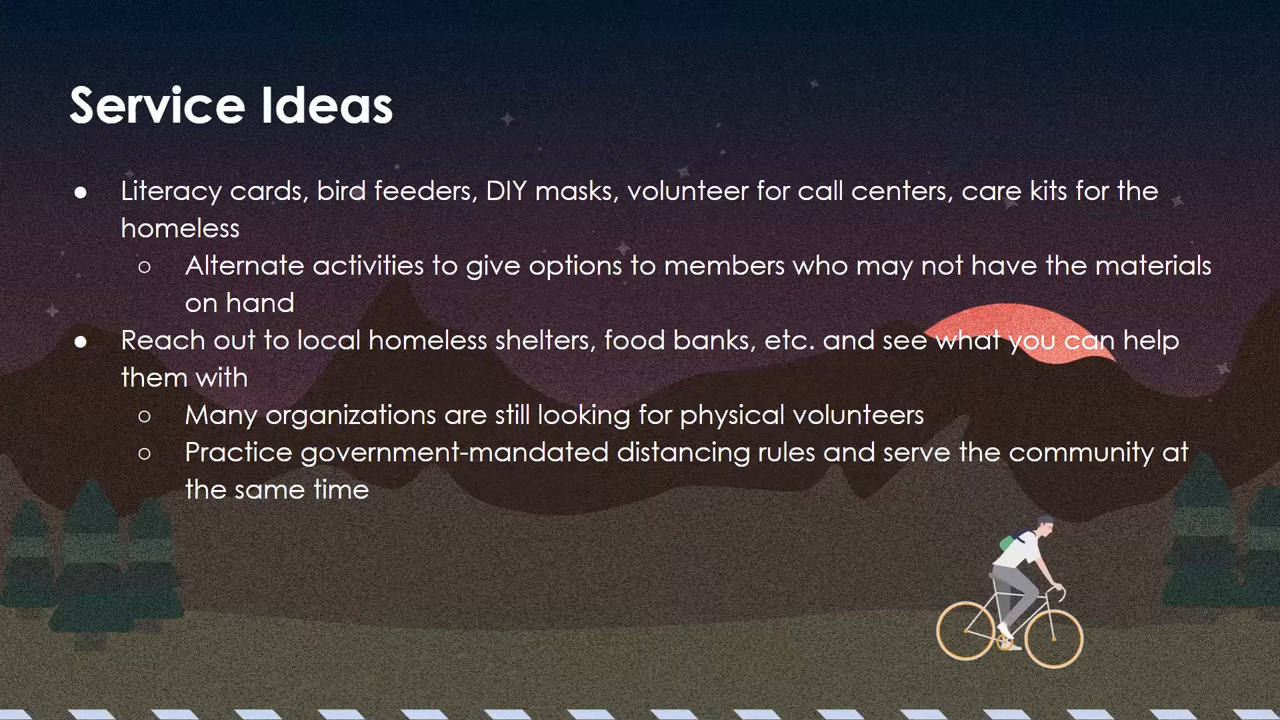 Service Ideas
● Literacy cards, bird feeders, DIY masks, volunteer for call centers, care kits for the
homeless
○ Alternate activities to give options to members who may not have the materials
on hand
● Reach out to local homeless shelters, food banks, etc. and see what you can help
them with
○ Many organizations are still looking for physical volunteers
○ Practice government-mandated distancing rules and serve the community at
the same time